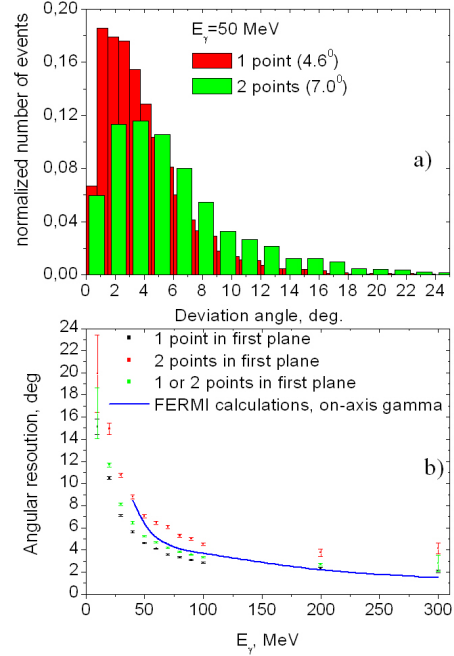 0,20
0,16
0,12
0,08
0,04
0,00
normalized number of events
Eγ=50 MeV
1 point (4.6⁰)
2 points (7.0⁰)
a)
0 2 4 6 8 10 12 14 16 18 20 22 24
Deviation angle, deg.
24
22
20
18
16
14
12
10
8
6
4
2
0
Angular resoution, deg
1 point in first plane
2 points in first plane
1 or 2 points in first plane
FERMI calculations, on-axis gamma
b)
0 50 100 150 200 250 300
Eγ, MeV